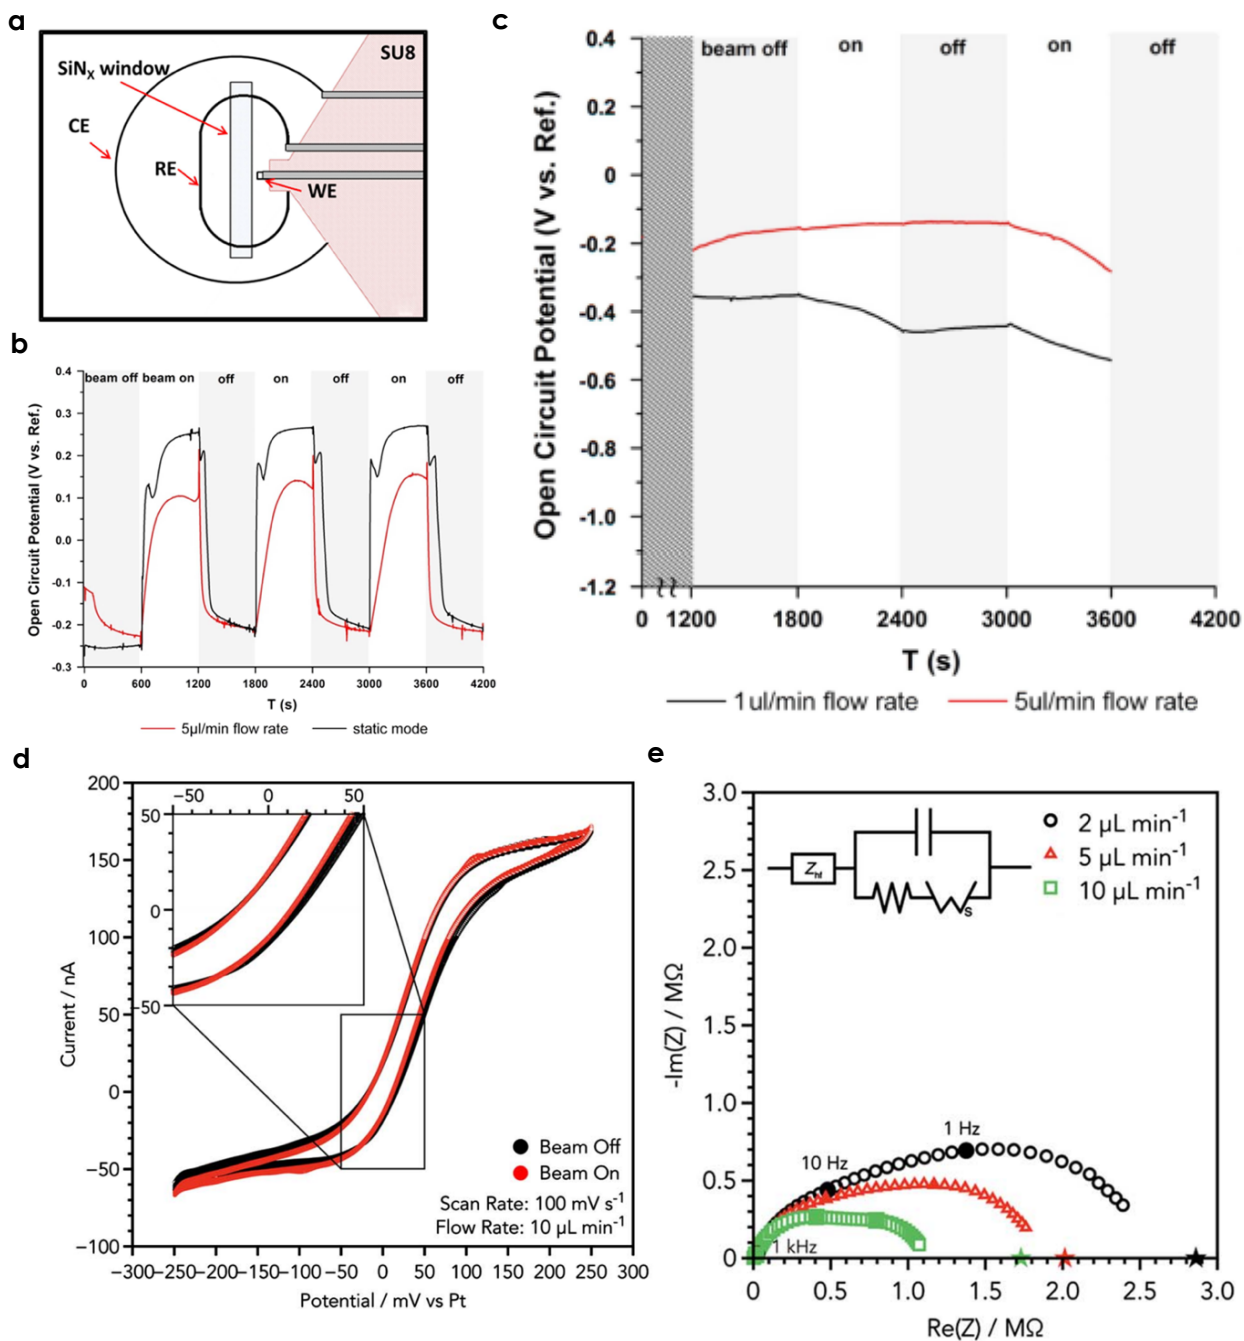 a
SU8
SiNX window
CE
RE
WE
b
beam off beam on off on off on off
0.4
0.3
0.2
0.1
0.0
-0.1
-0.2
-0.3
Open Circuit Potential (V vs. Ref.)
0 600 1200 1800 2400 3000 3600 4200
T (s)
5µl/min flow rate static mode
c
beam off on off on off
0.4
0.2
0
-0.2
-0.4
-0.6
-0.8
-1.0
-1.2
Open Circuit Potential (V vs. Ref.)
0 1200 1800 2400 3000 3600 4200
T (s)
1ul/min flow rate 5ul/min flow rate
d
200
150
100
50
0
−50
−100
Current / nA
−50 0 50
50
0
−50
Beam Off
Beam On
Scan Rate: 100 mV s-1
Flow Rate: 10 µL min-1
−300 −250 −200 −150 −100 −50 0 50 100 150 200 250 300
Potential / mV vs Pt
e
3.0
2.5
2.0
1.5
1.0
0.5
0
-Im(Z) / MΩ
Zhf
s
2 µL min-1
5 µL min-1
10 µL min-1
1 Hz
10 Hz
1 kHz
0 0.5 1.0 1.5 2.0 2.5 3.0
Re(Z) / MΩ